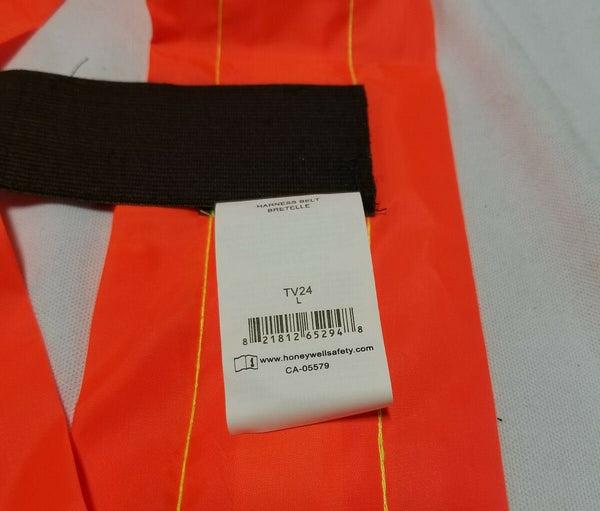 HARNESS BELT
BRETELLE
TV24
L
8 21812 65294 8
www.honeywellsafety.com
CA-05579